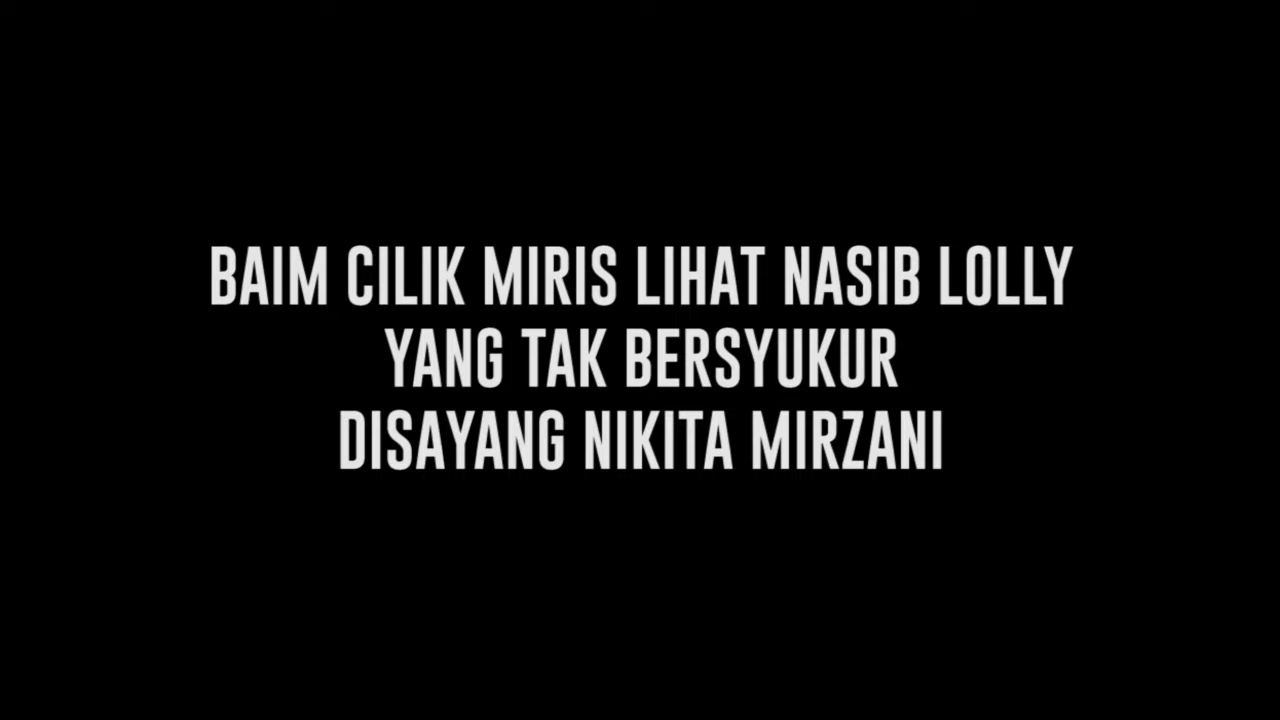 BAIM CILIK MIRIS LIHAT NASIB LOLLY
YANG TAK BERSYUKUR
DISAYANG NIKITA MIRZANI